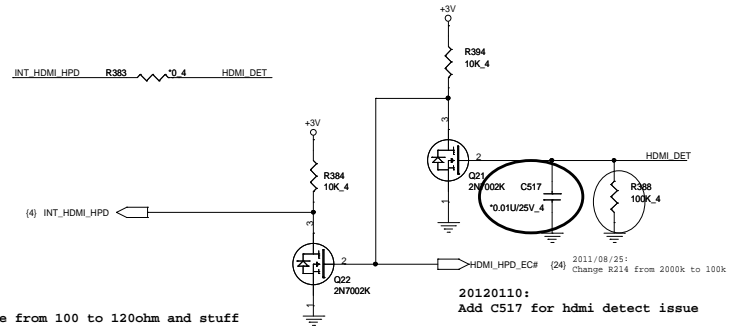 +3V
R394
10K_4
INT_HDMI_HPD R383 *0_4 HDMI_DET
+3V
3
2
HDMI_DET
R384
10K_4
Q21
2N7002K
C517
*0.01U/25V_4
R388
100K_4
1
{4} INT_HDMI_HPD
3
2
HDMI_HPD_EC# {24}
2011/08/25:
Change R214 from 2000k to 100k
Q22
2N7002K
1
20120110:
Add C517 for hdmi detect issue
e from 100 to 120ohm and stuff